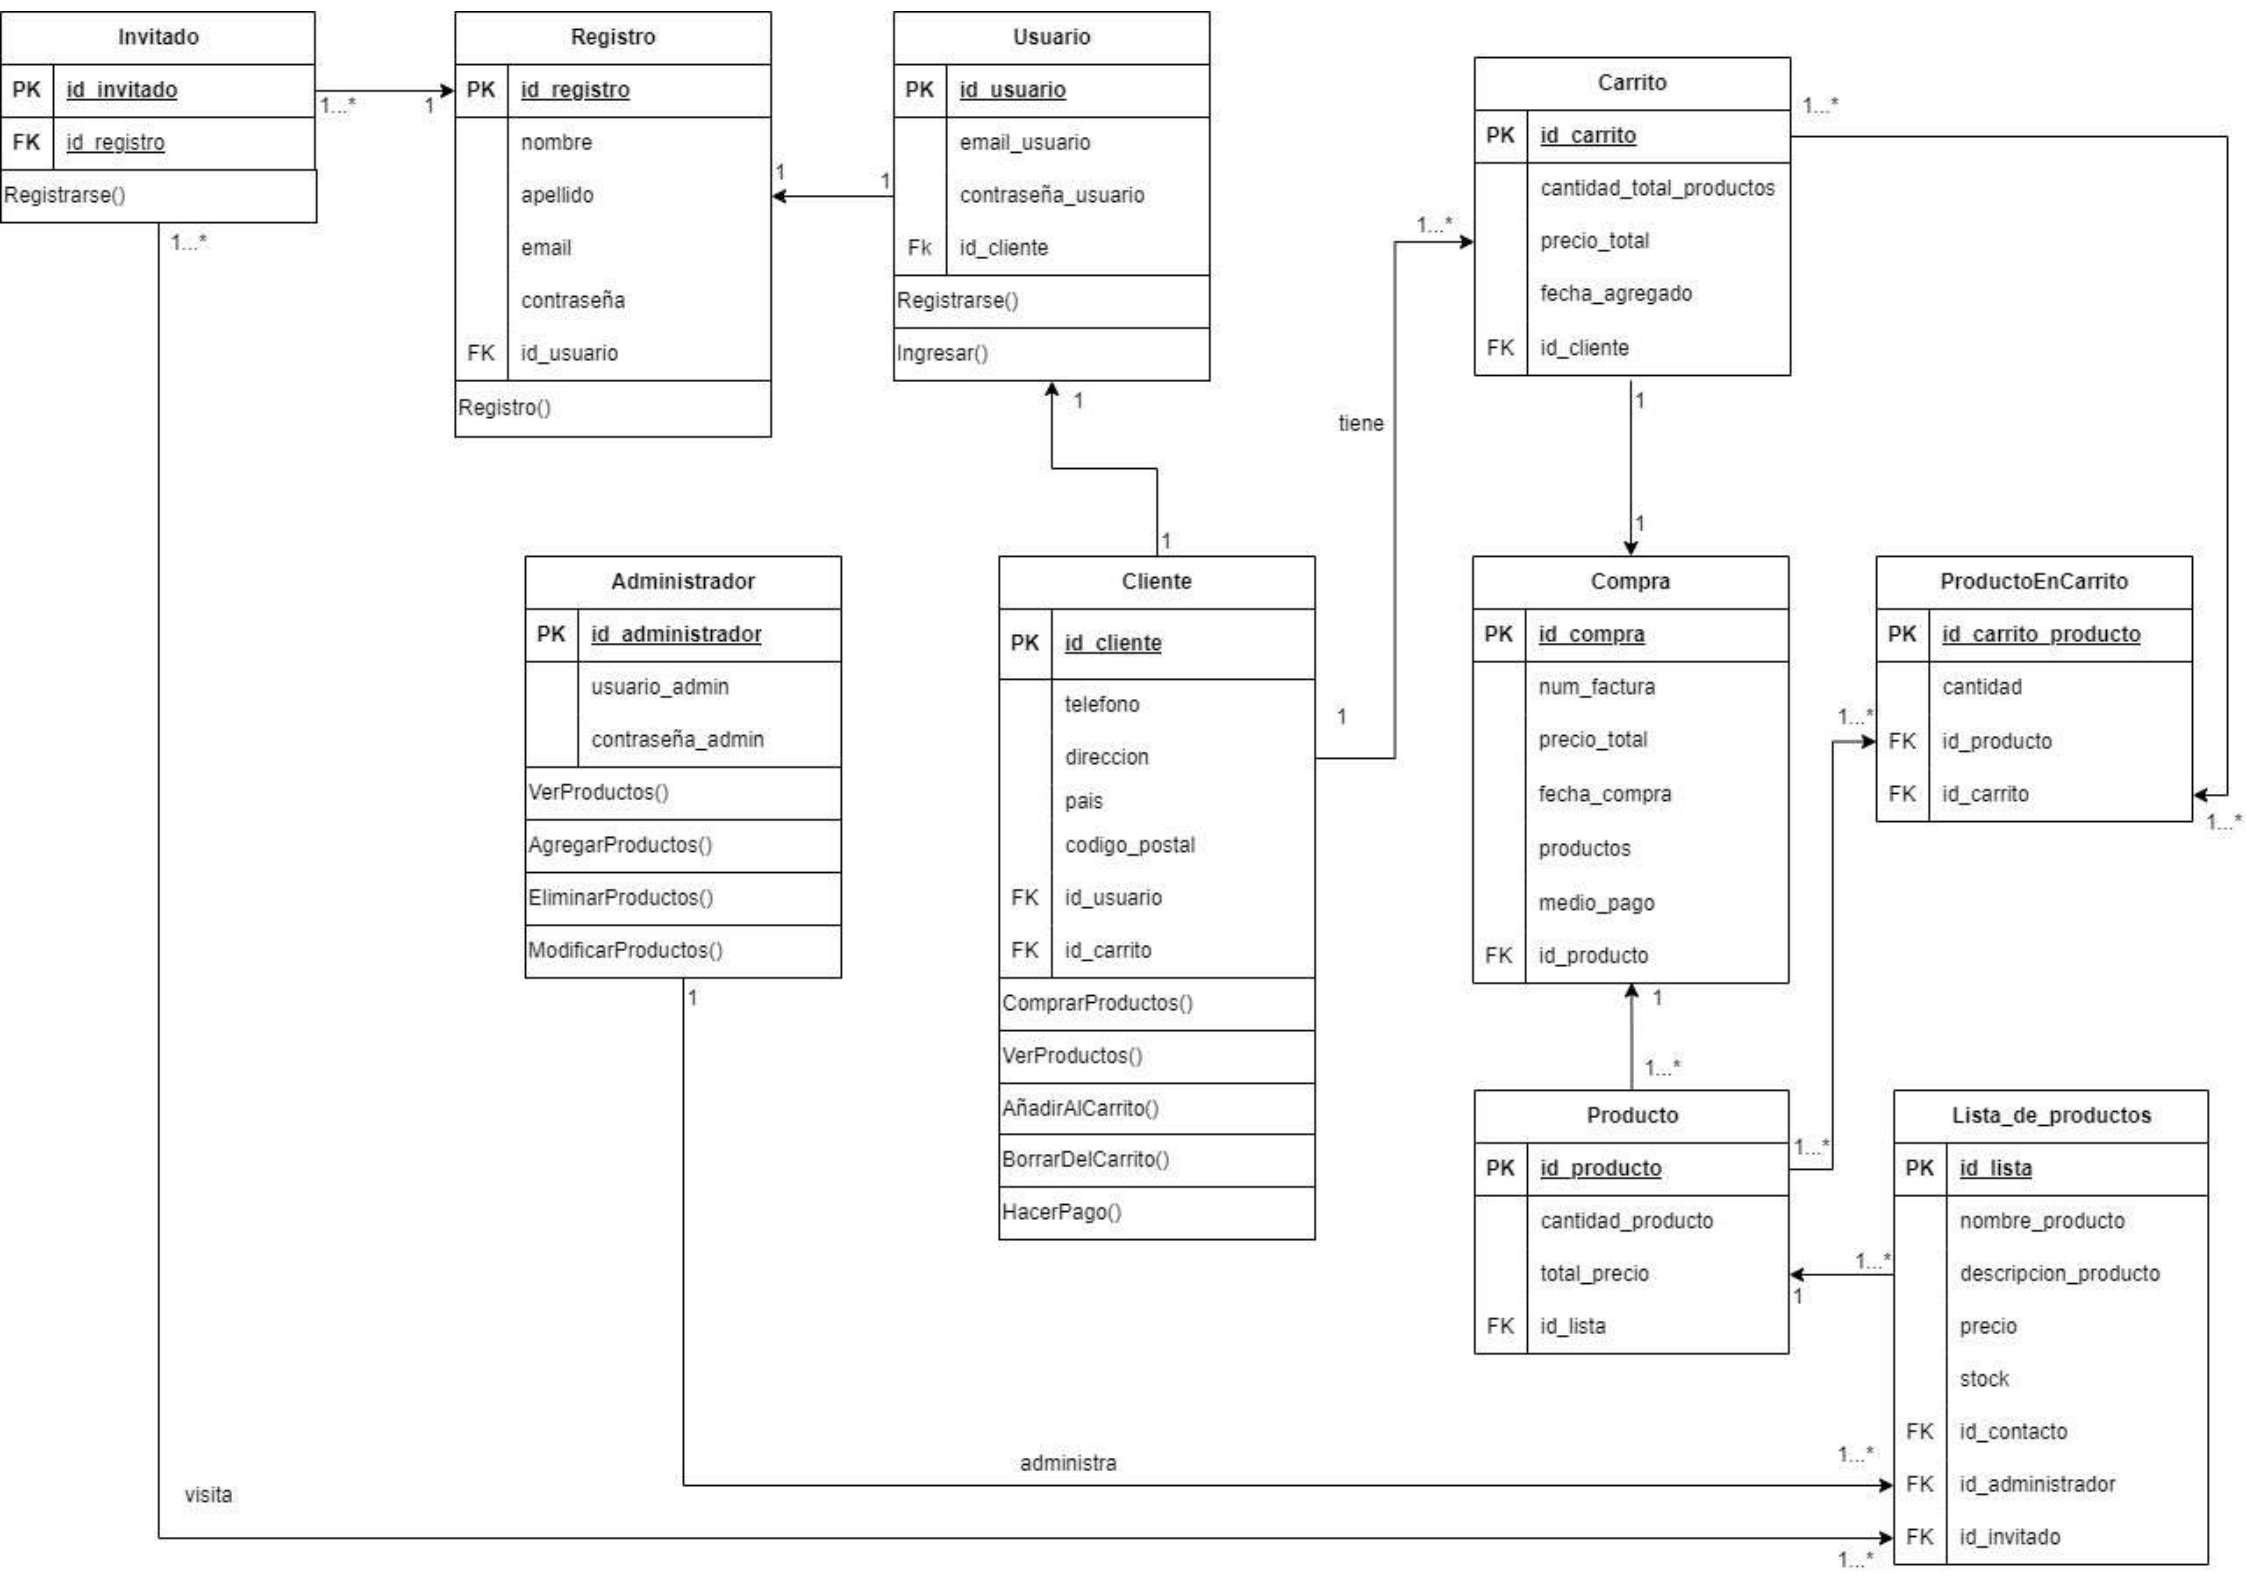 Invitado
PK id_invitado
FK id_registro
Registrarse()
1...*
1
1...*
visita
1...*
Registro
PK id_registro
nombre
apellido
email
contraseña
FK id_usuario
Registro()
1
1
Usuario
PK id_usuario
email_usuario
contraseña_usuario
Fk id_cliente
Registrarse()
Ingresar()
1
1
Carrito
PK id_carrito
cantidad_total_productos
precio_total
fecha_agregado
FK id_cliente
1...*
1...*
tiene
1
1
1
Administrador
PK id_administrador
usuario_admin
contraseña_admin
VerProductos()
AgregarProductos()
EliminarProductos()
ModificarProductos()
1
administra
1...*
Cliente
PK id_cliente
telefono
direccion
pais
codigo_postal
FK id_usuario
FK id_carrito
ComprarProductos()
VerProductos()
AñadirAlCarrito()
BorrarDelCarrito()
HacerPago()
Compra
PK id_compra
num_factura
precio_total
fecha_compra
productos
medio_pago
FK id_producto
1
1...*
ProductoEnCarrito
PK id_carrito_producto
cantidad
FK id_producto
FK id_carrito
1...*
1...*
Producto
PK id_producto
cantidad_producto
total_precio
FK id_lista
1...*
1...*
1
Lista_de_productos
PK id_lista
nombre_producto
descripcion_producto
precio
stock
FK id_contacto
FK id_administrador
FK id_invitado